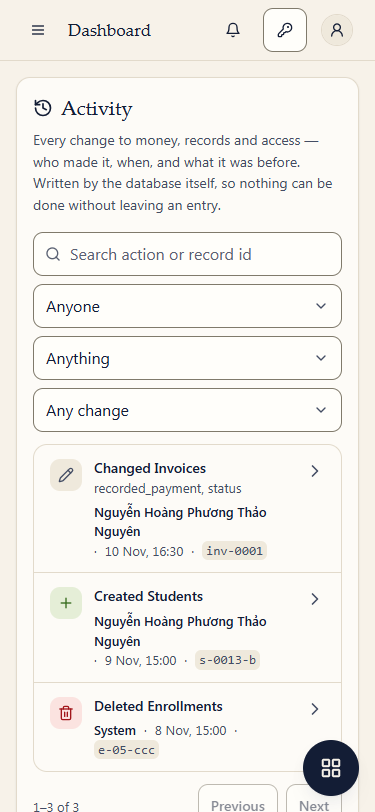 Dashboard
Activity
Every change to money, records and access —
who made it, when, and what it was before.
Written by the database itself, so nothing can be
done without leaving an entry.
Search action or record id
Anyone
Anything
Any change
Changed Invoices
recorded_payment, status
Nguyễn Hoàng Phương Thảo
Nguyên
· 10 Nov, 16:30 · inv-0001
Created Students
Nguyễn Hoàng Phương Thảo
Nguyên
· 9 Nov, 15:00 · s-0013-b
Deleted Enrollments
System · 8 Nov, 15:00 ·
e-05-ccc
1–3 of 3
Previous
Next